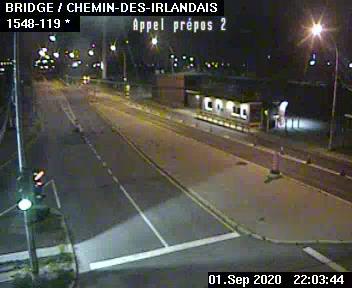 BRIDGE / CHEMIN-DES-IRLANDAIS
1548-119 *
Appel prépos 2
01.Sep 2020 22:03:44